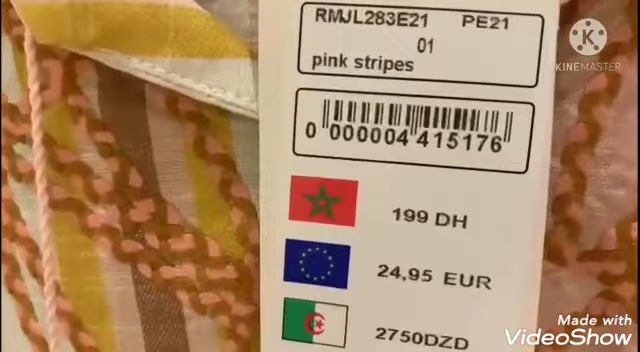 RMJL283E21 PE21
01
pink stripes
0 000004 415176
199 DH
24,95 EUR
2750DZD
K
KINEMASTER
Made with
VideoShow